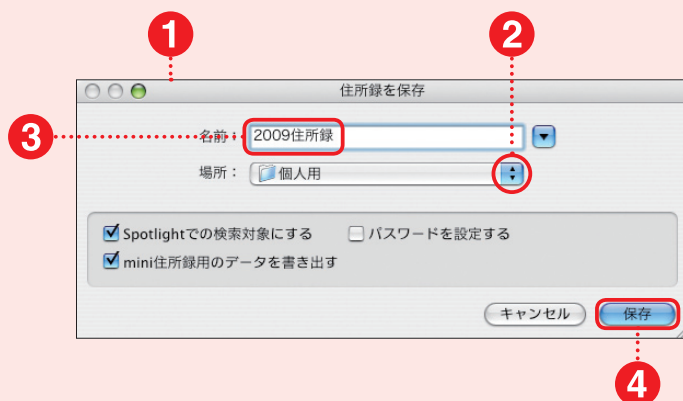 1
2
住所録を保存
3
名前： 2009住所録
場所： 個人用
Spotlightでの検索対象にする パスワードを設定する
mini住所録用のデータを書き出す
キャンセル 保存
4